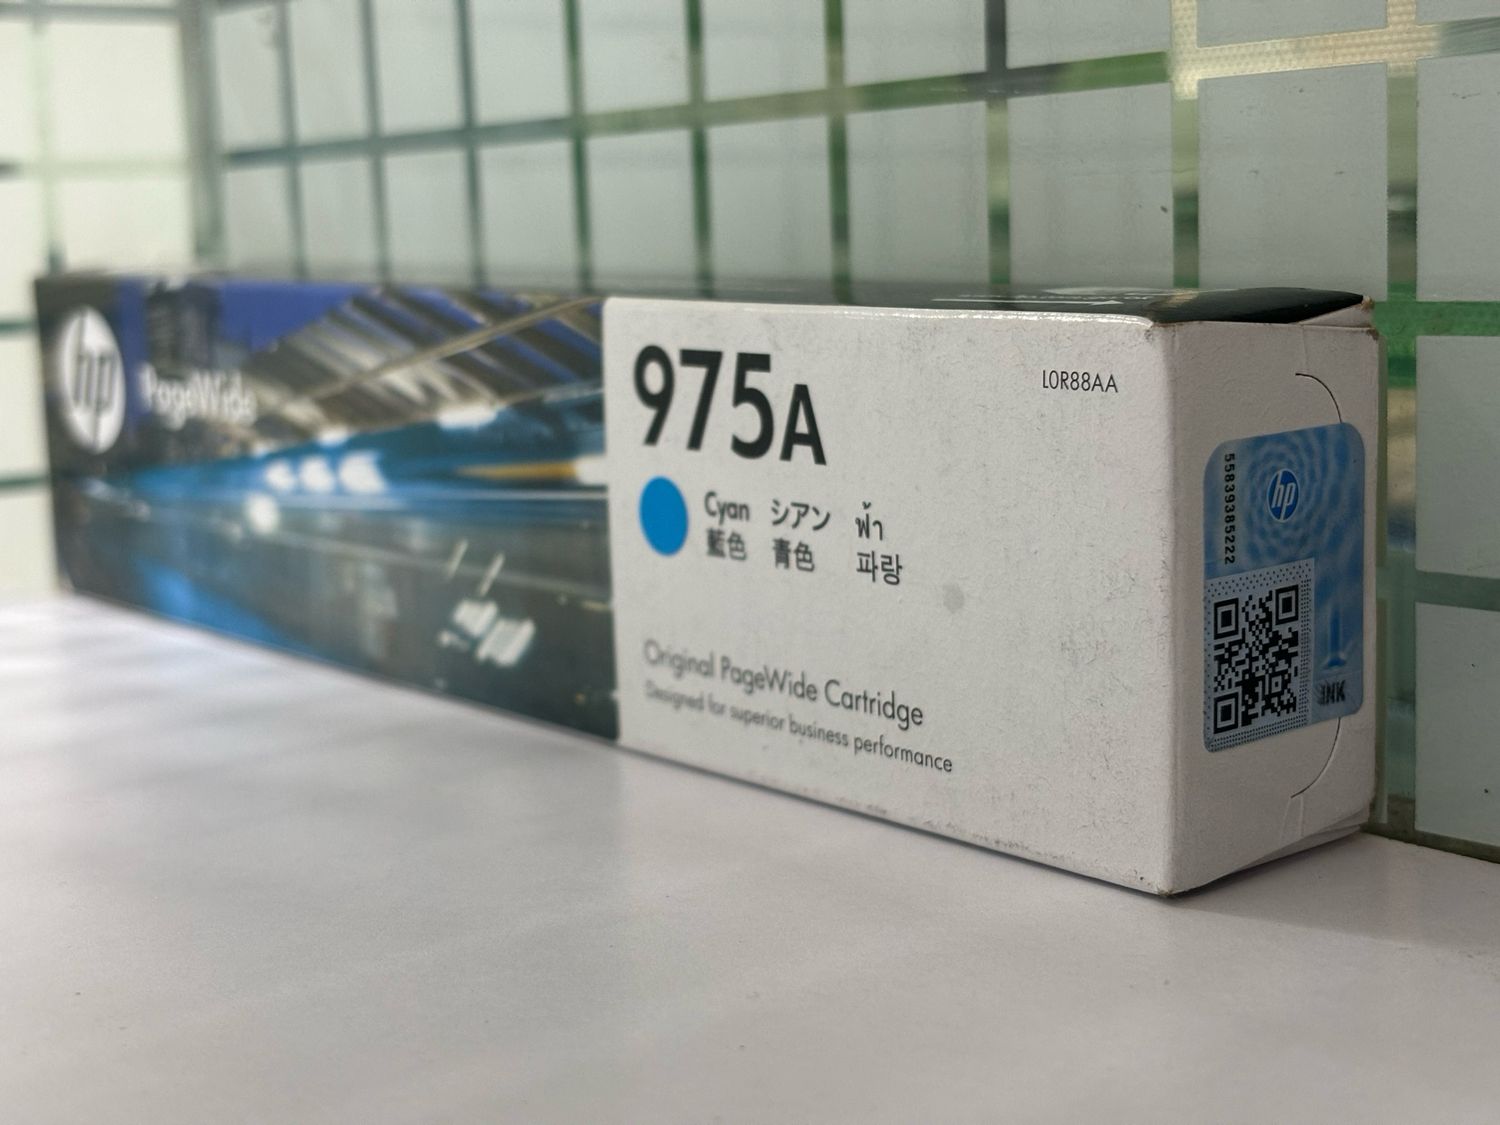 hp
PageWide
975A
L0R88AA
Cyan シアン ฟ้า
藍色 青色 파랑
Original PageWide Cartridge
Designed for superior business performance
55839385222
hp
INK